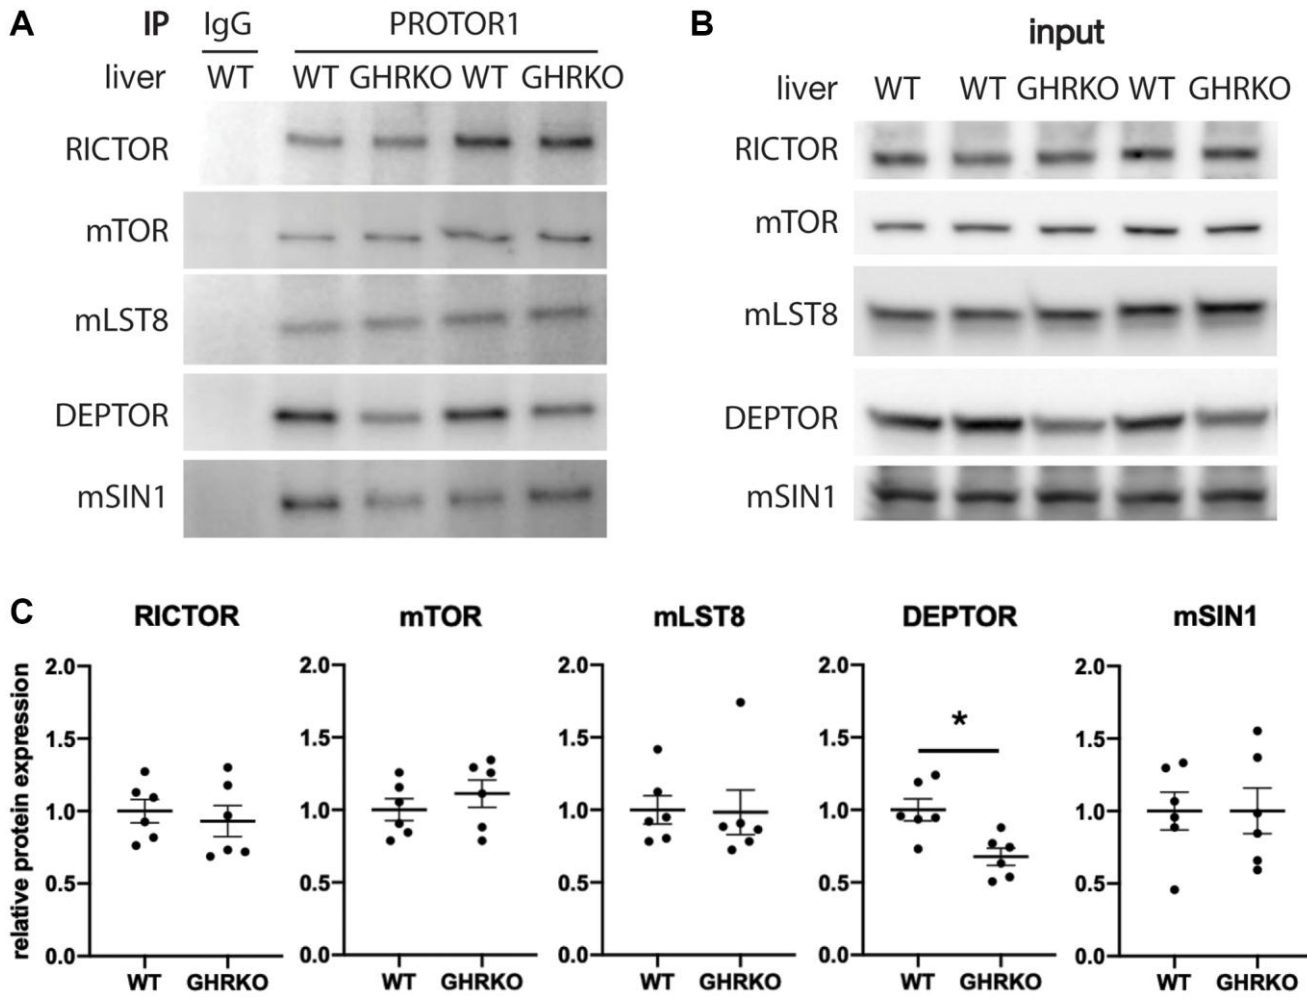 A IP IgG PROTOR1
liver WT WT GHRKO WT GHRKO
RICTOR
mTOR
mLST8
DEPTOR
mSIN1
B input
liver WT WT GHRKO WT GHRKO
RICTOR
mTOR
mLST8
DEPTOR
mSIN1
C RICTOR mTOR mLST8 DEPTOR mSIN1
relative protein expression
2.0 2.0 2.0 2.0 2.0
*
1.5 1.5 1.5 1.5 1.5
1.0 1.0 1.0 1.0 1.0
0.5 0.5 0.5 0.5 0.5
0.0 0.0 0.0 0.0 0.0
WT GHRKO WT GHRKO WT GHRKO WT GHRKO WT GHRKO